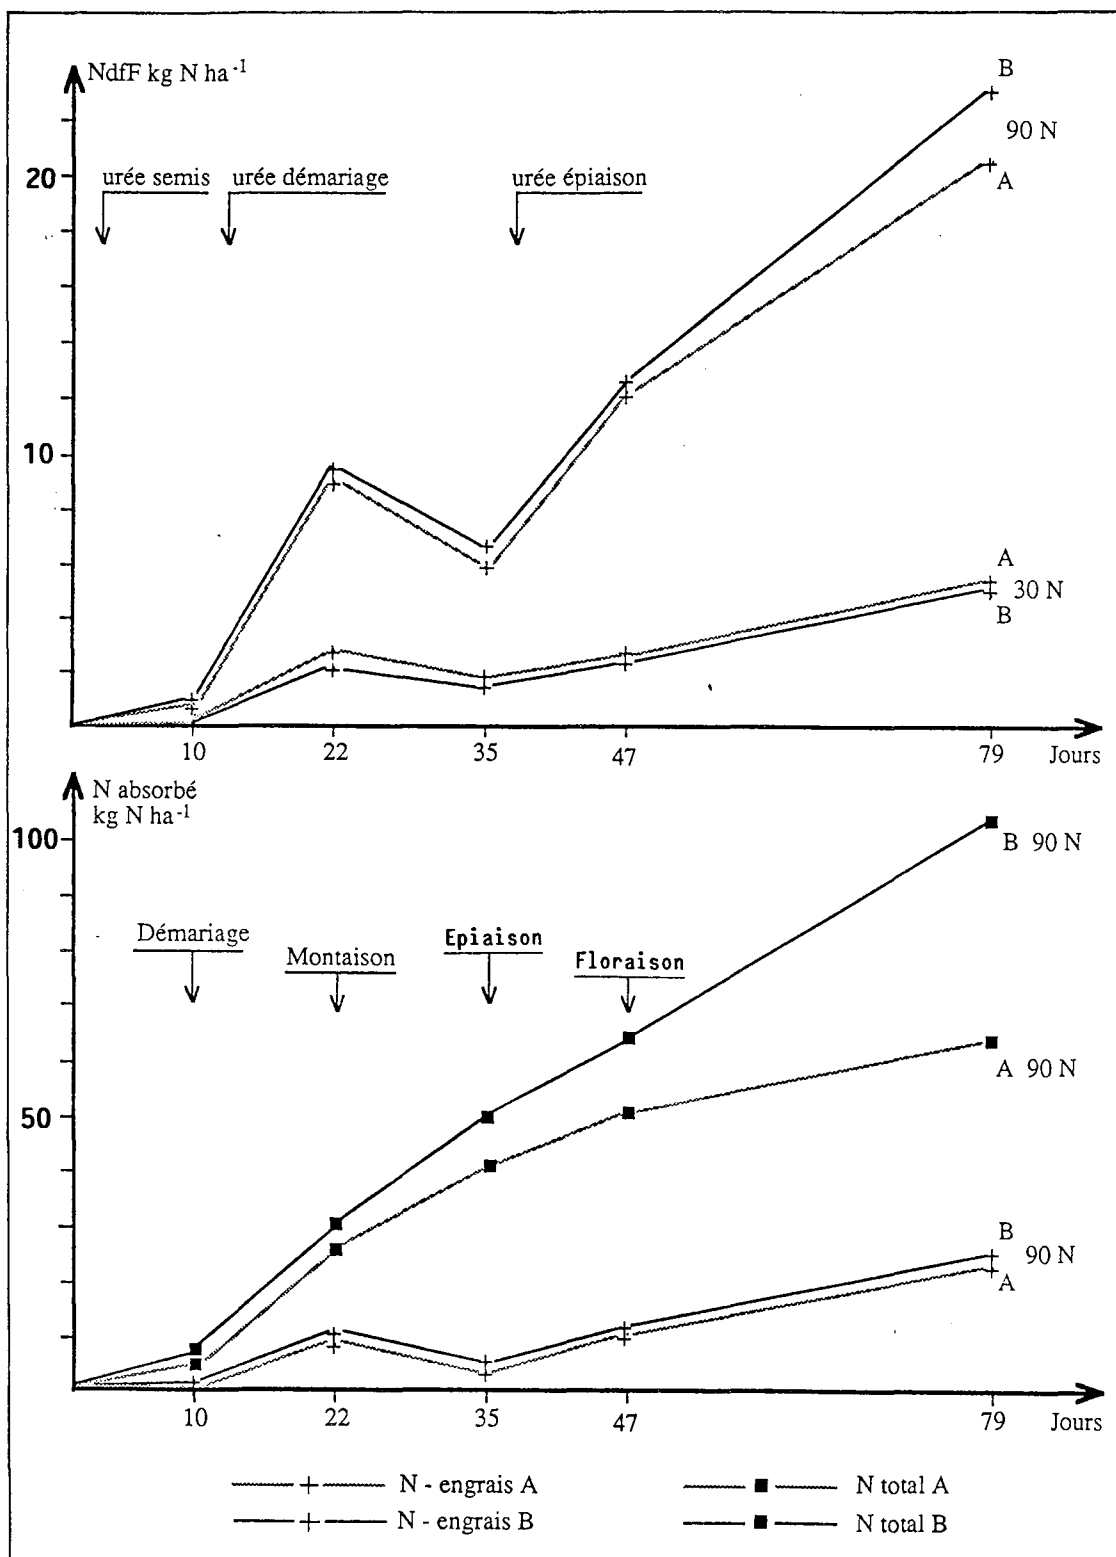 NdfF kg N ha⁻¹
B
90 N
A
20
urée semis
urée démariage
urée épiaison
10
A
30 N
B
10 22 35 47 79 Jours
N absorbé
kg N ha⁻¹
100
B 90 N
Démariage
Montaison
Epiaison
Floraison
A 90 N
50
B
90 N
A
10 22 35 47 79 Jours
N - engrais A
N total A
N - engrais B
N total B